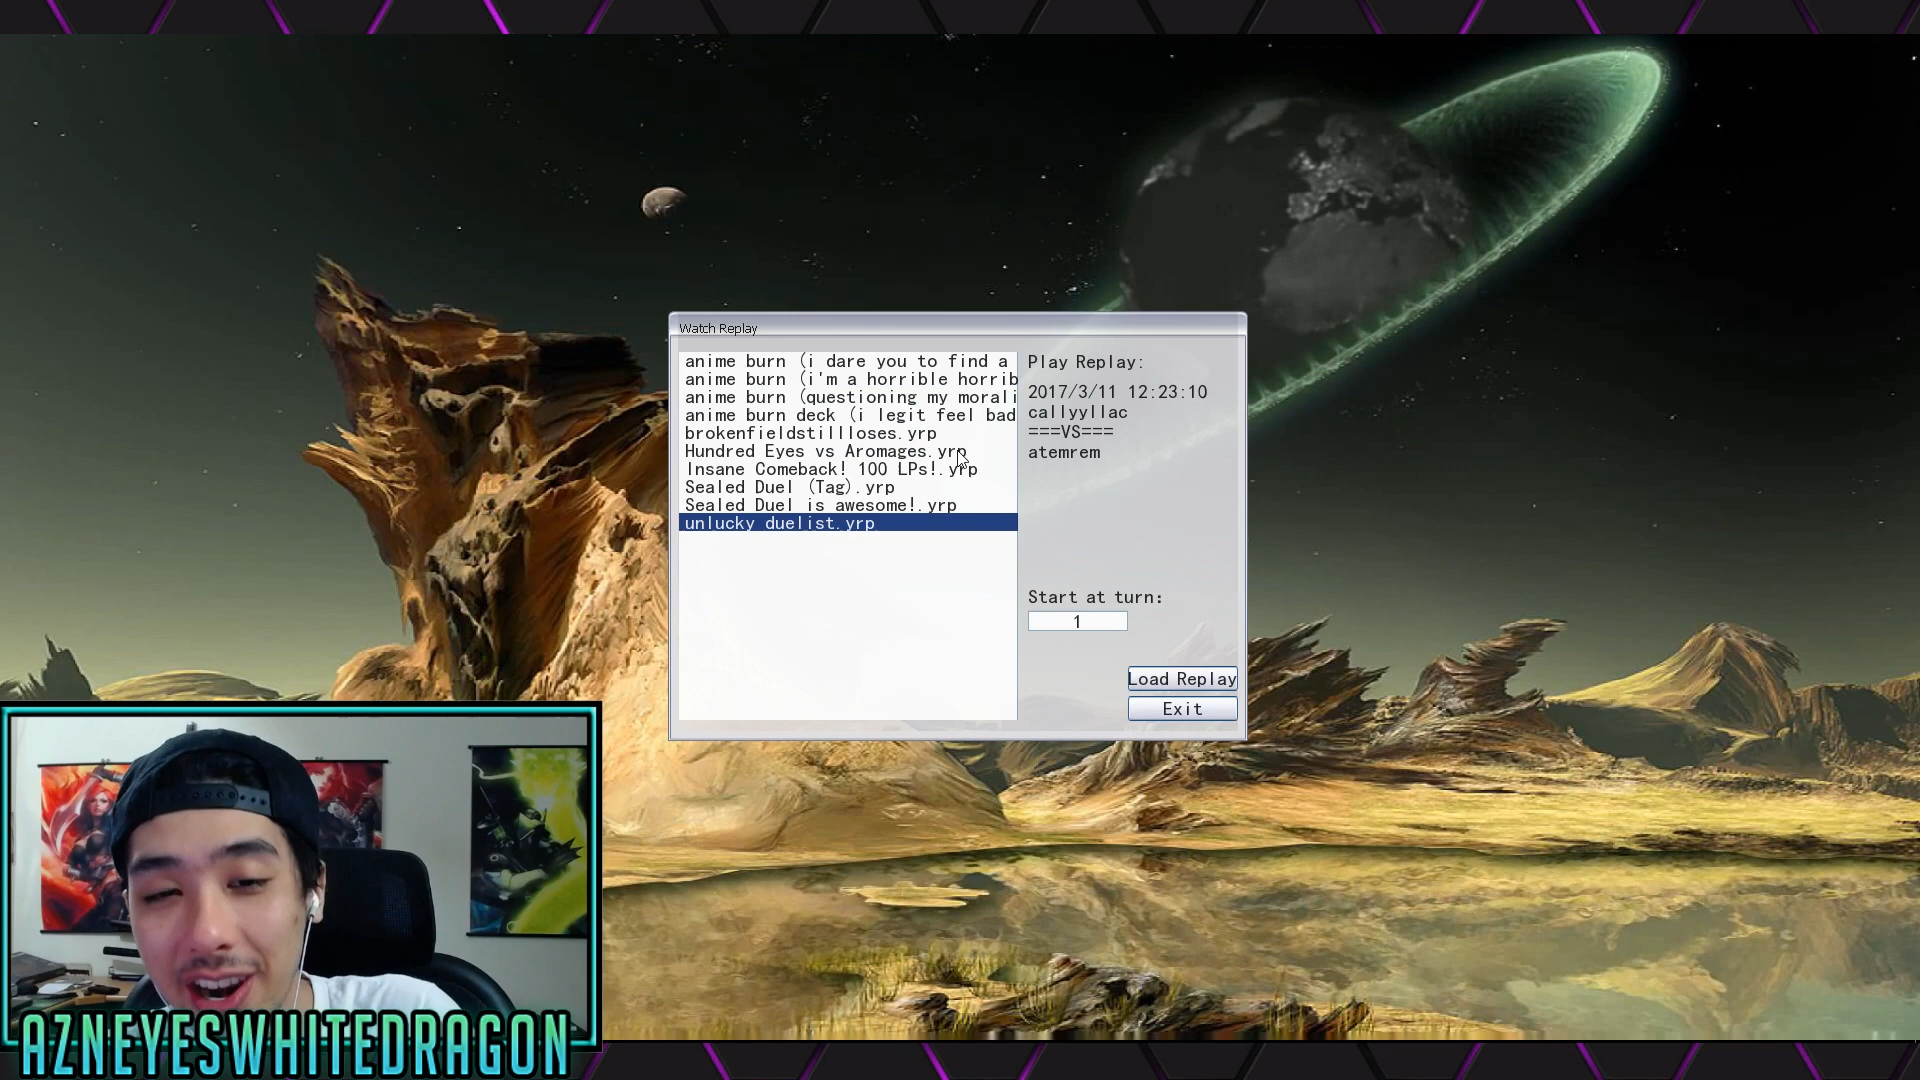 Watch Replay
anime burn (i dare you to find a
anime burn (i'm a horrible horrib
anime burn (questioning my morali
anime burn deck (i legit feel bad
brokenfieldstillloses.yrp
Hundred Eyes vs Aromages.yrp
Insane Comeback! 100 LPs!.yrp
Sealed Duel (Tag).yrp
Sealed Duel is awesome!.yrp
unlucky duelist.yrp
Play Replay:
2017/3/11 12:23:10
callyyllac
===VS===
atemrem
Start at turn:
1
Load Replay
Exit
AZNEYESWHITEDRAGON